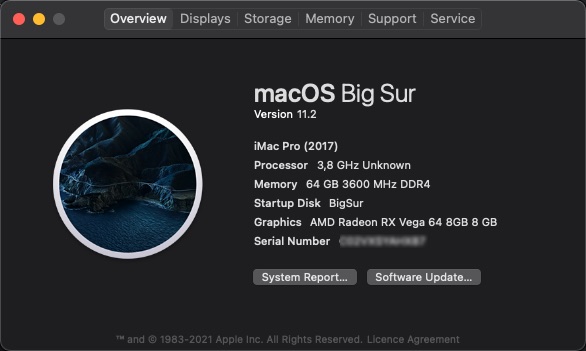 Overview Displays Storage Memory Support Service
macOS Big Sur
Version 11.2
iMac Pro (2017)
Processor 3,8 GHz Unknown
Memory 64 GB 3600 MHz DDR4
Startup Disk BigSur
Graphics AMD Radeon RX Vega 64 8GB 8 GB
Serial Number
System Report... Software Update...
™ and © 1983-2021 Apple Inc. All Rights Reserved. Licence Agreement